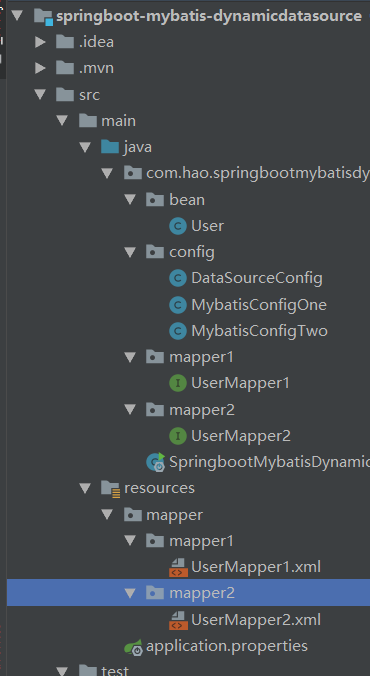 springboot-mybatis-dynamicdatasource
.idea
.mvn
src
main
java
com.hao.springbootmybatisdy
bean
User
config
DataSourceConfig
MybatisConfigOne
MybatisConfigTwo
mapper1
UserMapper1
mapper2
UserMapper2
SpringbootMybatisDynamic
resources
mapper
mapper1
UserMapper1.xml
mapper2
UserMapper2.xml
application.properties
test